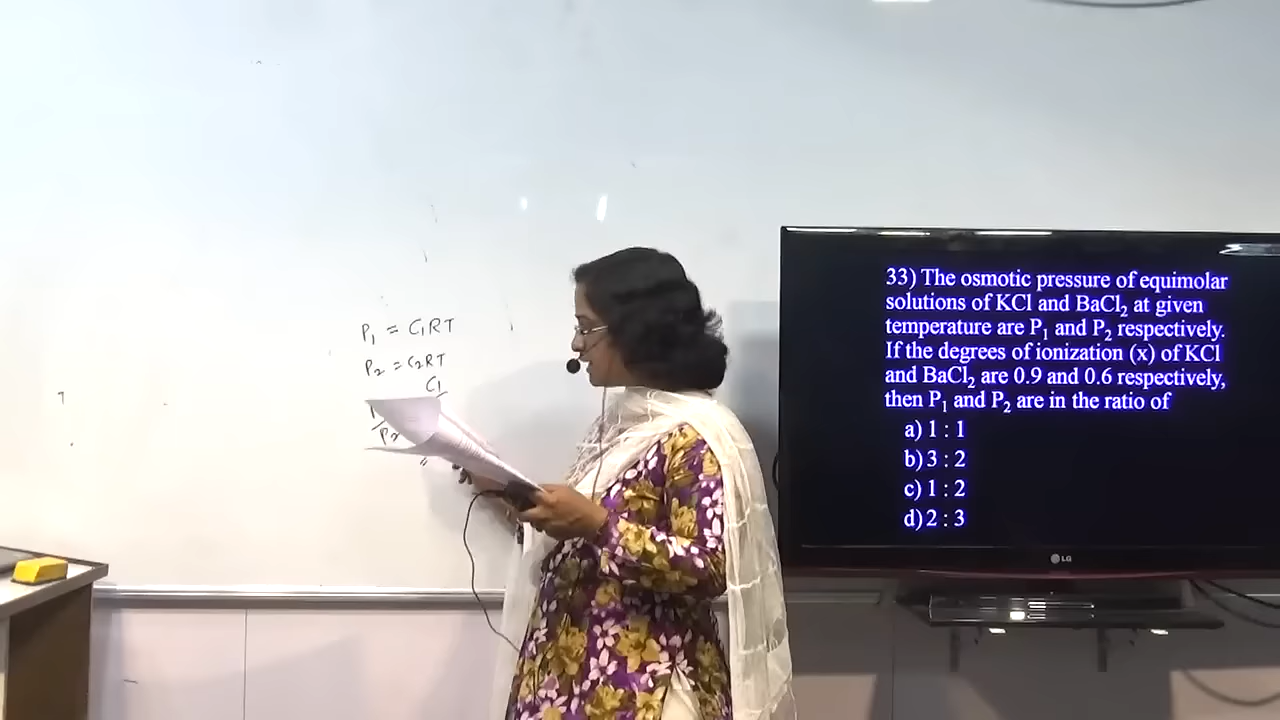 P₁ = C₁RT
P₂ = C₂RT
C₁
P₂
33) The osmotic pressure of equimolar
solutions of KCl and BaCl₂ at given
temperature are P₁ and P₂ respectively.
If the degrees of ionization (x) of KCl
and BaCl₂ are 0.9 and 0.6 respectively,
then P₁ and P₂ are in the ratio of
a) 1 : 1
b) 3 : 2
c) 1 : 2
d) 2 : 3
LG